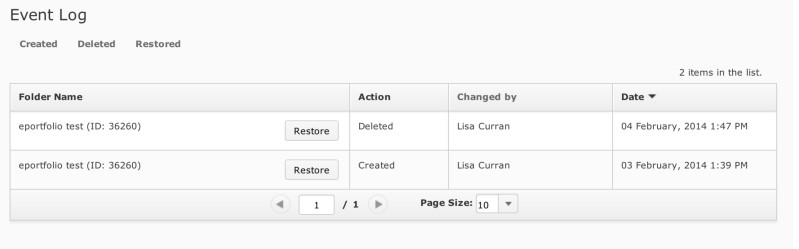 Event Log
Created Deleted Restored
2 items in the list.
Folder Name Action Changed by Date
eportfolio test (ID: 36260) Restore Deleted Lisa Curran 04 February, 2014 1:47 PM
eportfolio test (ID: 36260) Restore Created Lisa Curran 03 February, 2014 1:39 PM
1 / 1 Page Size: 10